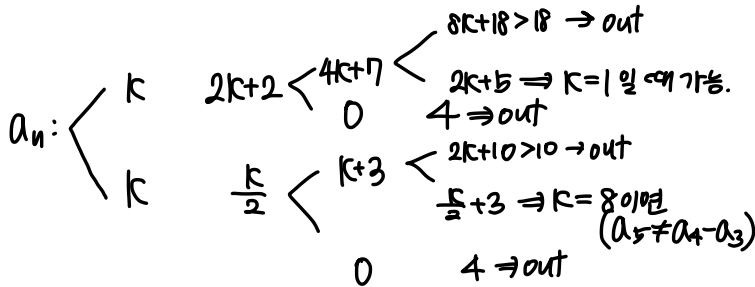 8k+18>18 → out
k 2k+2 < 4k+7 < 2k+5 ⇒ k=1일 때 가능.
0 4 ⇒ out
aₙ:
k+3 < 2k+10>10 → out
k k/2 < k/2+3 ⇒ k=8이면
(a₅≠a₄-a₃)
0 4 ⇒ out